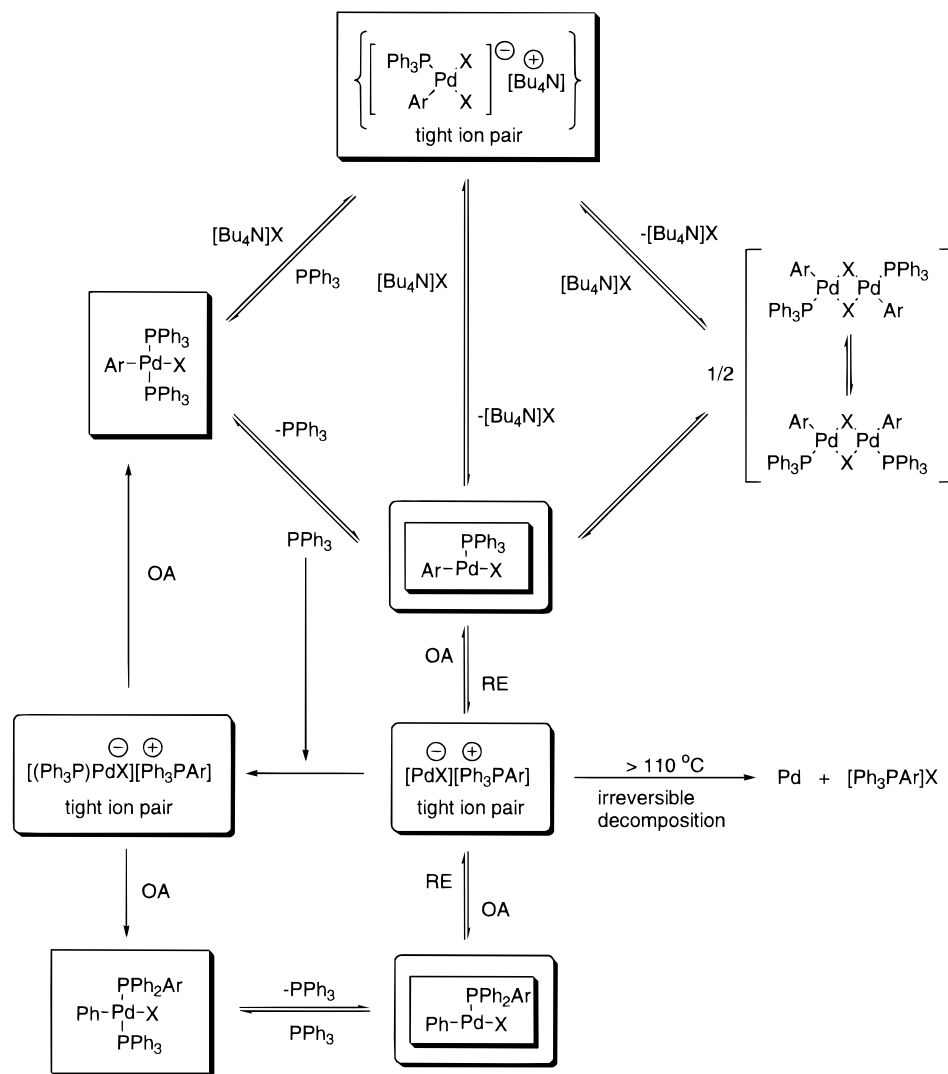 Ph3P X ⊖ ⊕
Pd [Bu4N]
Ar X
tight ion pair
[Bu4N]X
PPh3
[Bu4N]X
-[Bu4N]X
-[Bu4N]X
[Bu4N]X
PPh3
Ar-Pd-X
PPh3
-PPh3
1/2
Ar X PPh3
Pd Pd
Ph3P X Ar
Ar X Ar
Pd Pd
Ph3P X PPh3
PPh3
PPh3
Ar-Pd-X
OA
OA
RE
⊖ ⊕
[(Ph3P)PdX][Ph3PAr]
tight ion pair
⊖ ⊕
[PdX][Ph3PAr]
tight ion pair
> 110 °C
irreversible
decomposition
Pd + [Ph3PAr]X
OA
RE
OA
PPh2Ar
Ph-Pd-X
PPh3
-PPh3
PPh3
PPh2Ar
Ph-Pd-X